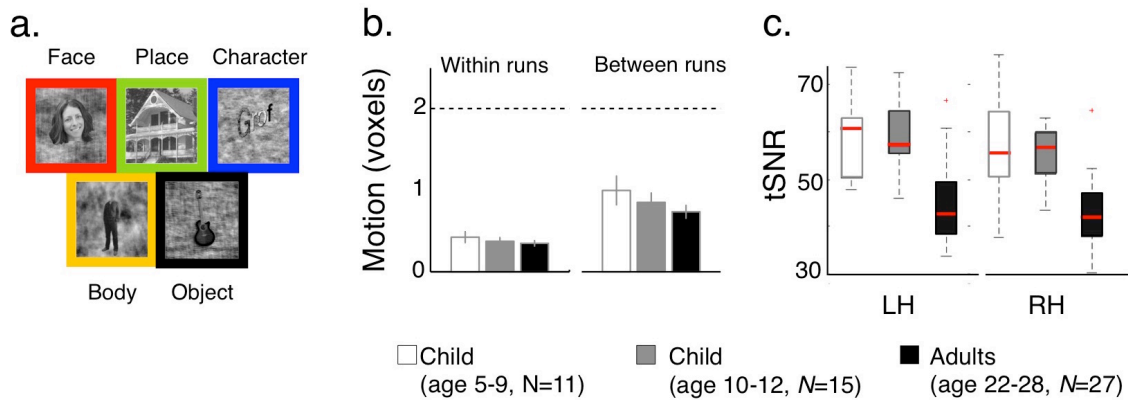 a.
Face Place Character
Graf
Body Object
b.
Within runs Between runs
Motion (voxels)
2
1
0
c.
tSNR
70
50
30
LH RH
Child
(age 5-9, N=11)
Child
(age 10-12, N=15)
Adults
(age 22-28, N=27)